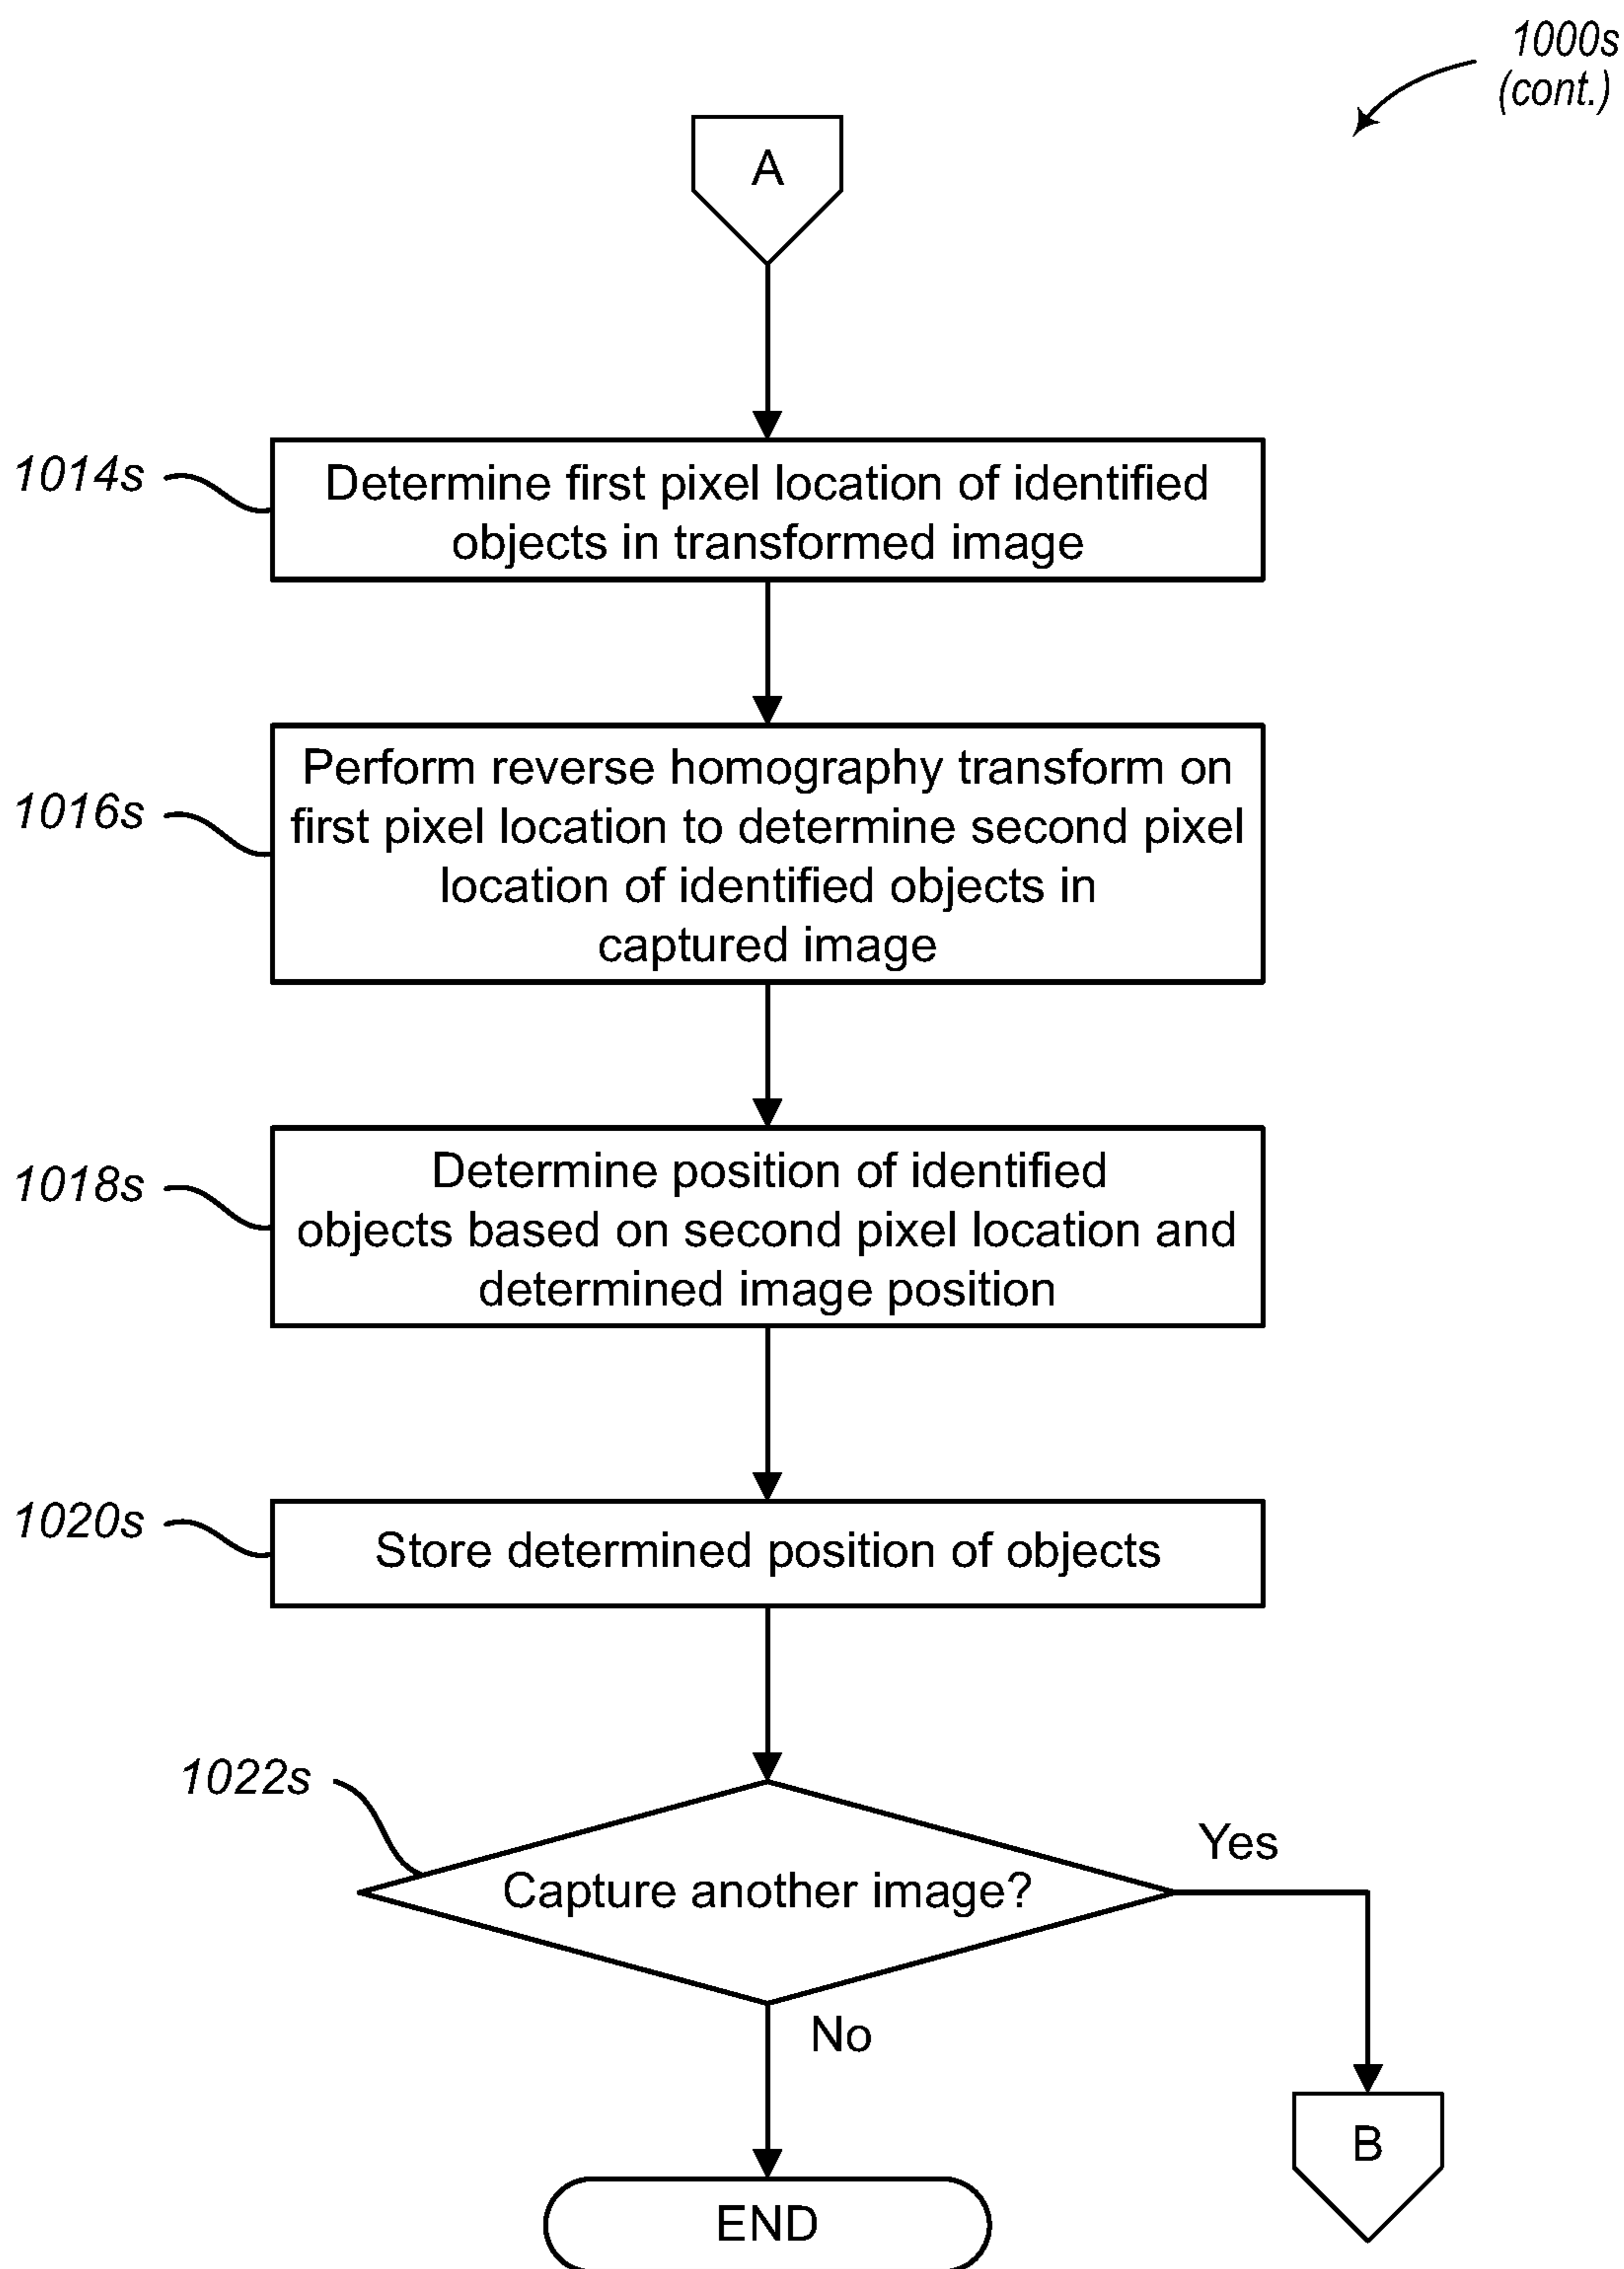 1000s
(cont.)
A
1014s
Determine first pixel location of identified
objects in transformed image
1016s
Perform reverse homography transform on
first pixel location to determine second pixel
location of identified objects in
captured image
1018s
Determine position of identified
objects based on second pixel location and
determined image position
1020s
Store determined position of objects
1022s
Capture another image?
Yes
No
B
END